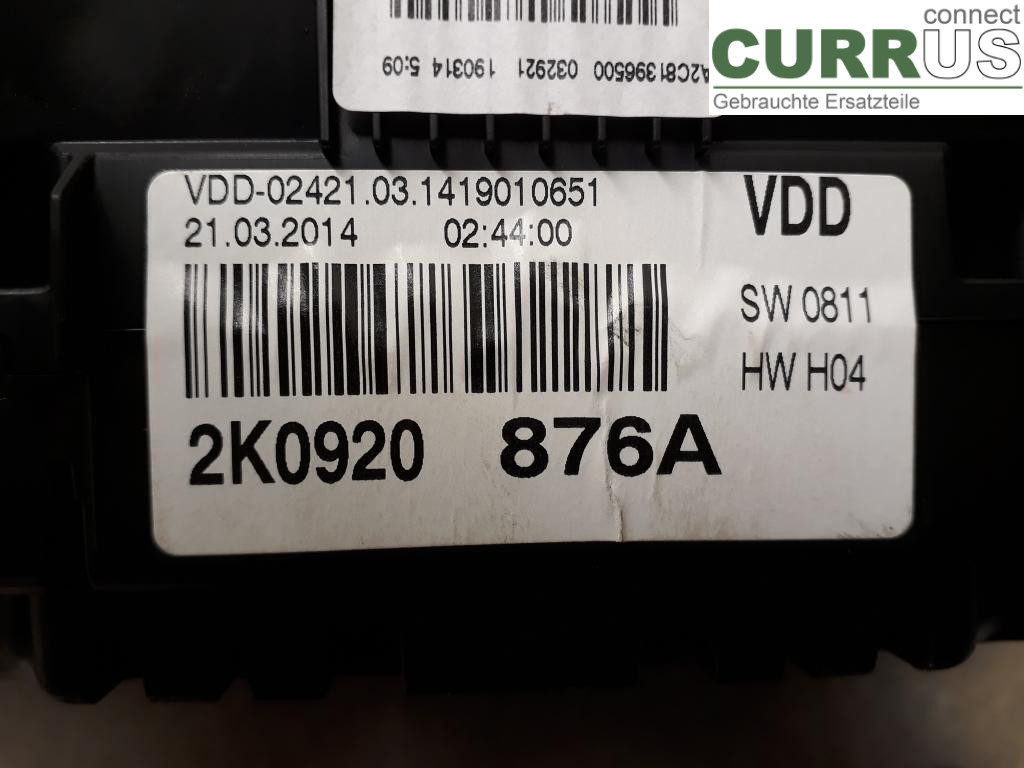 A2C81396500 032921 190314 5:09
connect
CURRUS
Gebrauchte Ersatzteile
VDD-02421.03.1419010651
VDD
21.03.2014 02:44:00
SW 0811
HW H04
2K0920 876A